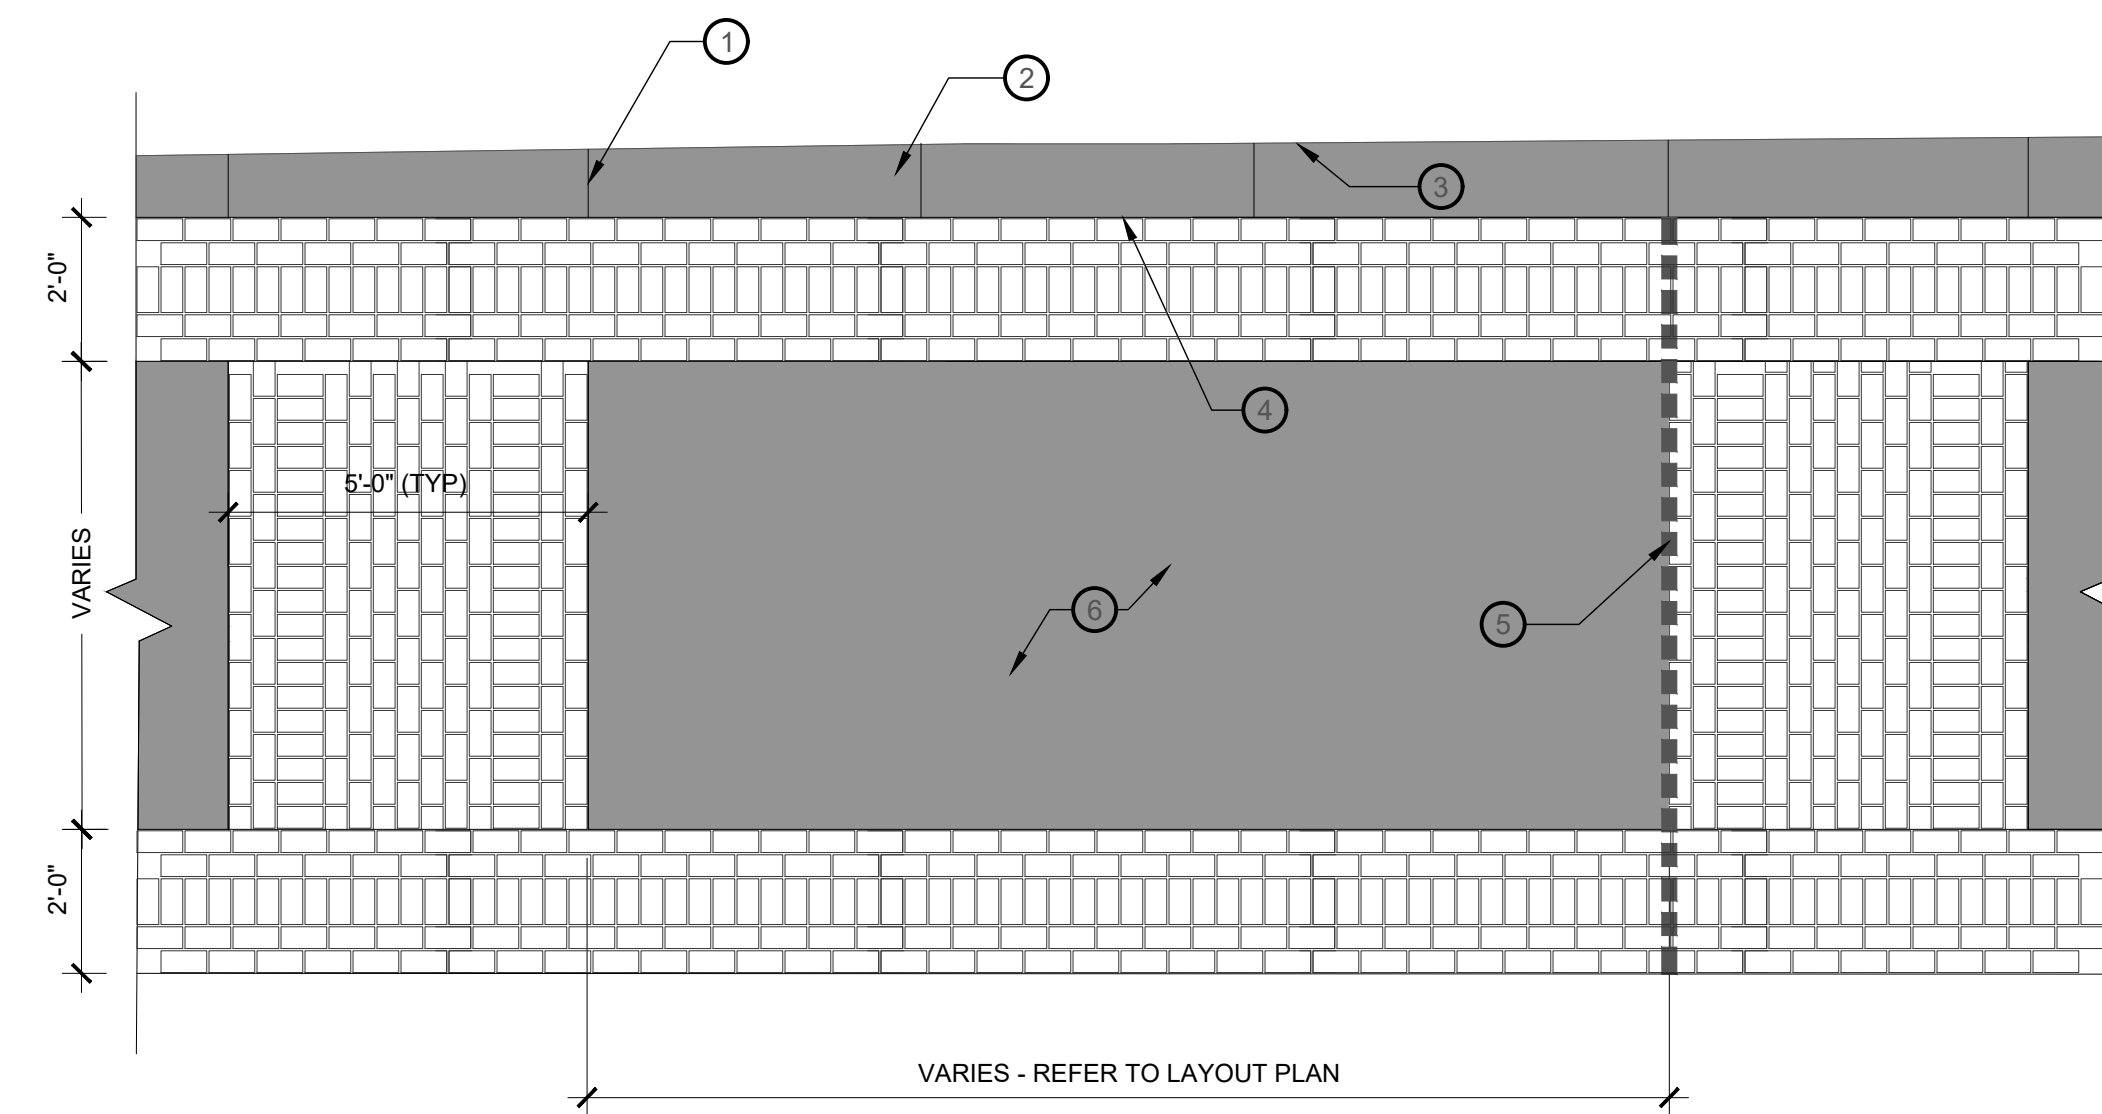 1
2
3
2'-0"
4
5'-0" (TYP)
VARIES
6
5
2'-0"
VARIES - REFER TO LAYOUT PLAN